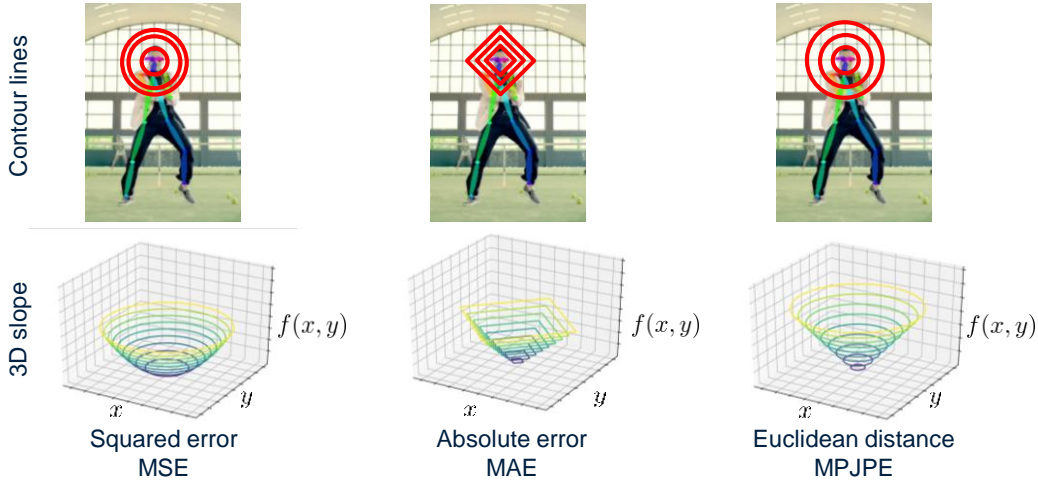 Contour lines
3D slope
f(x, y)
x
y
f(x, y)
x
y
f(x, y)
x
y
Squared error
MSE
Absolute error
MAE
Euclidean distance
MPJPE